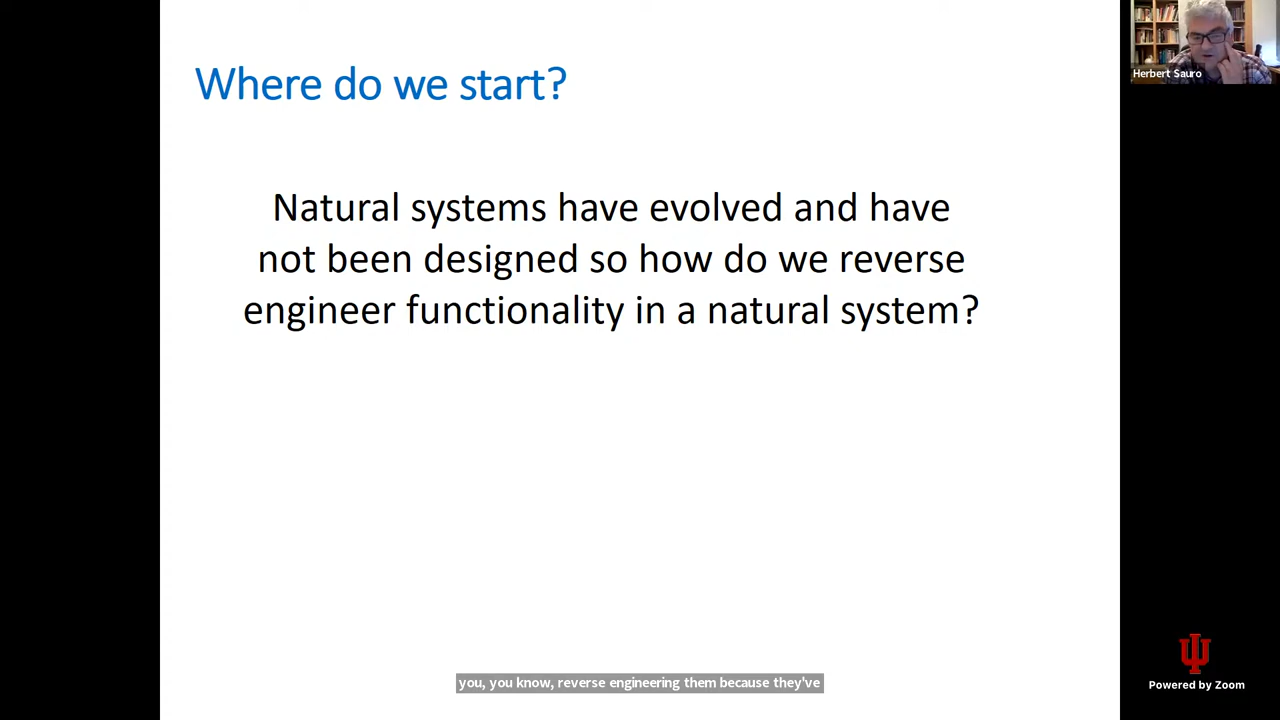 Where do we start?
Natural systems have evolved and have
not been designed so how do we reverse
engineer functionality in a natural system?
Herbert Sauro
you, you know, reverse engineering them because they've
Powered by Zoom